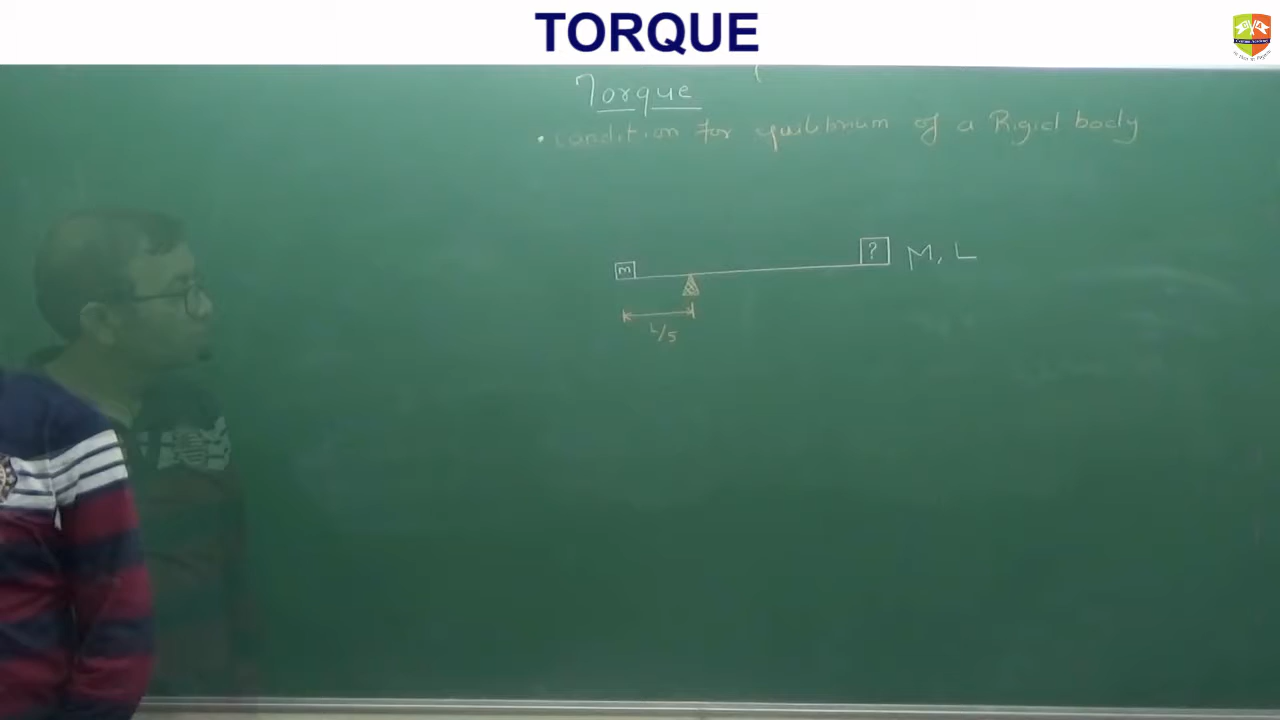 TORQUE
Torque
• condition for equilibrium of a Rigid body
m
?
M, L
L/5